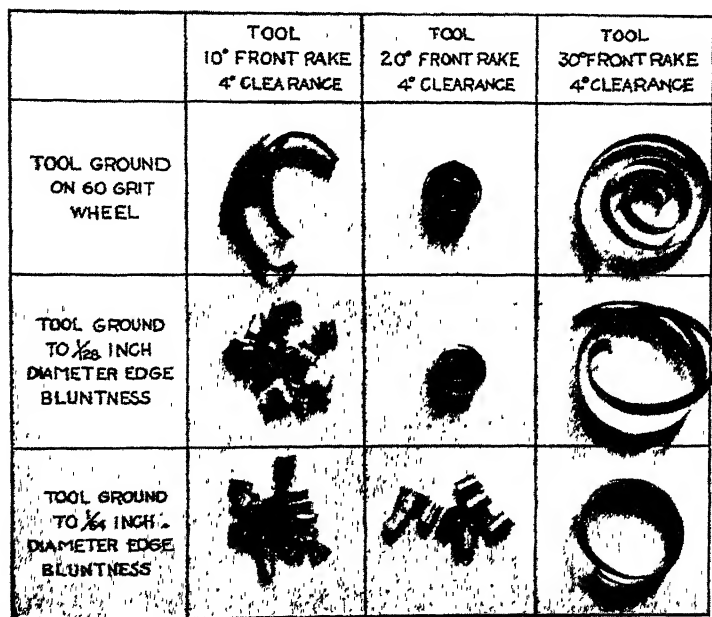 TOOL
10° FRONT RAKE
4° CLEARANCE
TOOL
20° FRONT RAKE
4° CLEARANCE
TOOL
30° FRONT RAKE
4° CLEARANCE
TOOL GROUND
ON 60 GRIT
WHEEL
TOOL GROUND
TO 1/128 INCH
DIAMETER EDGE
BLUNTNESS
TOOL GROUND
TO 1/64 INCH
DIAMETER EDGE
BLUNTNESS